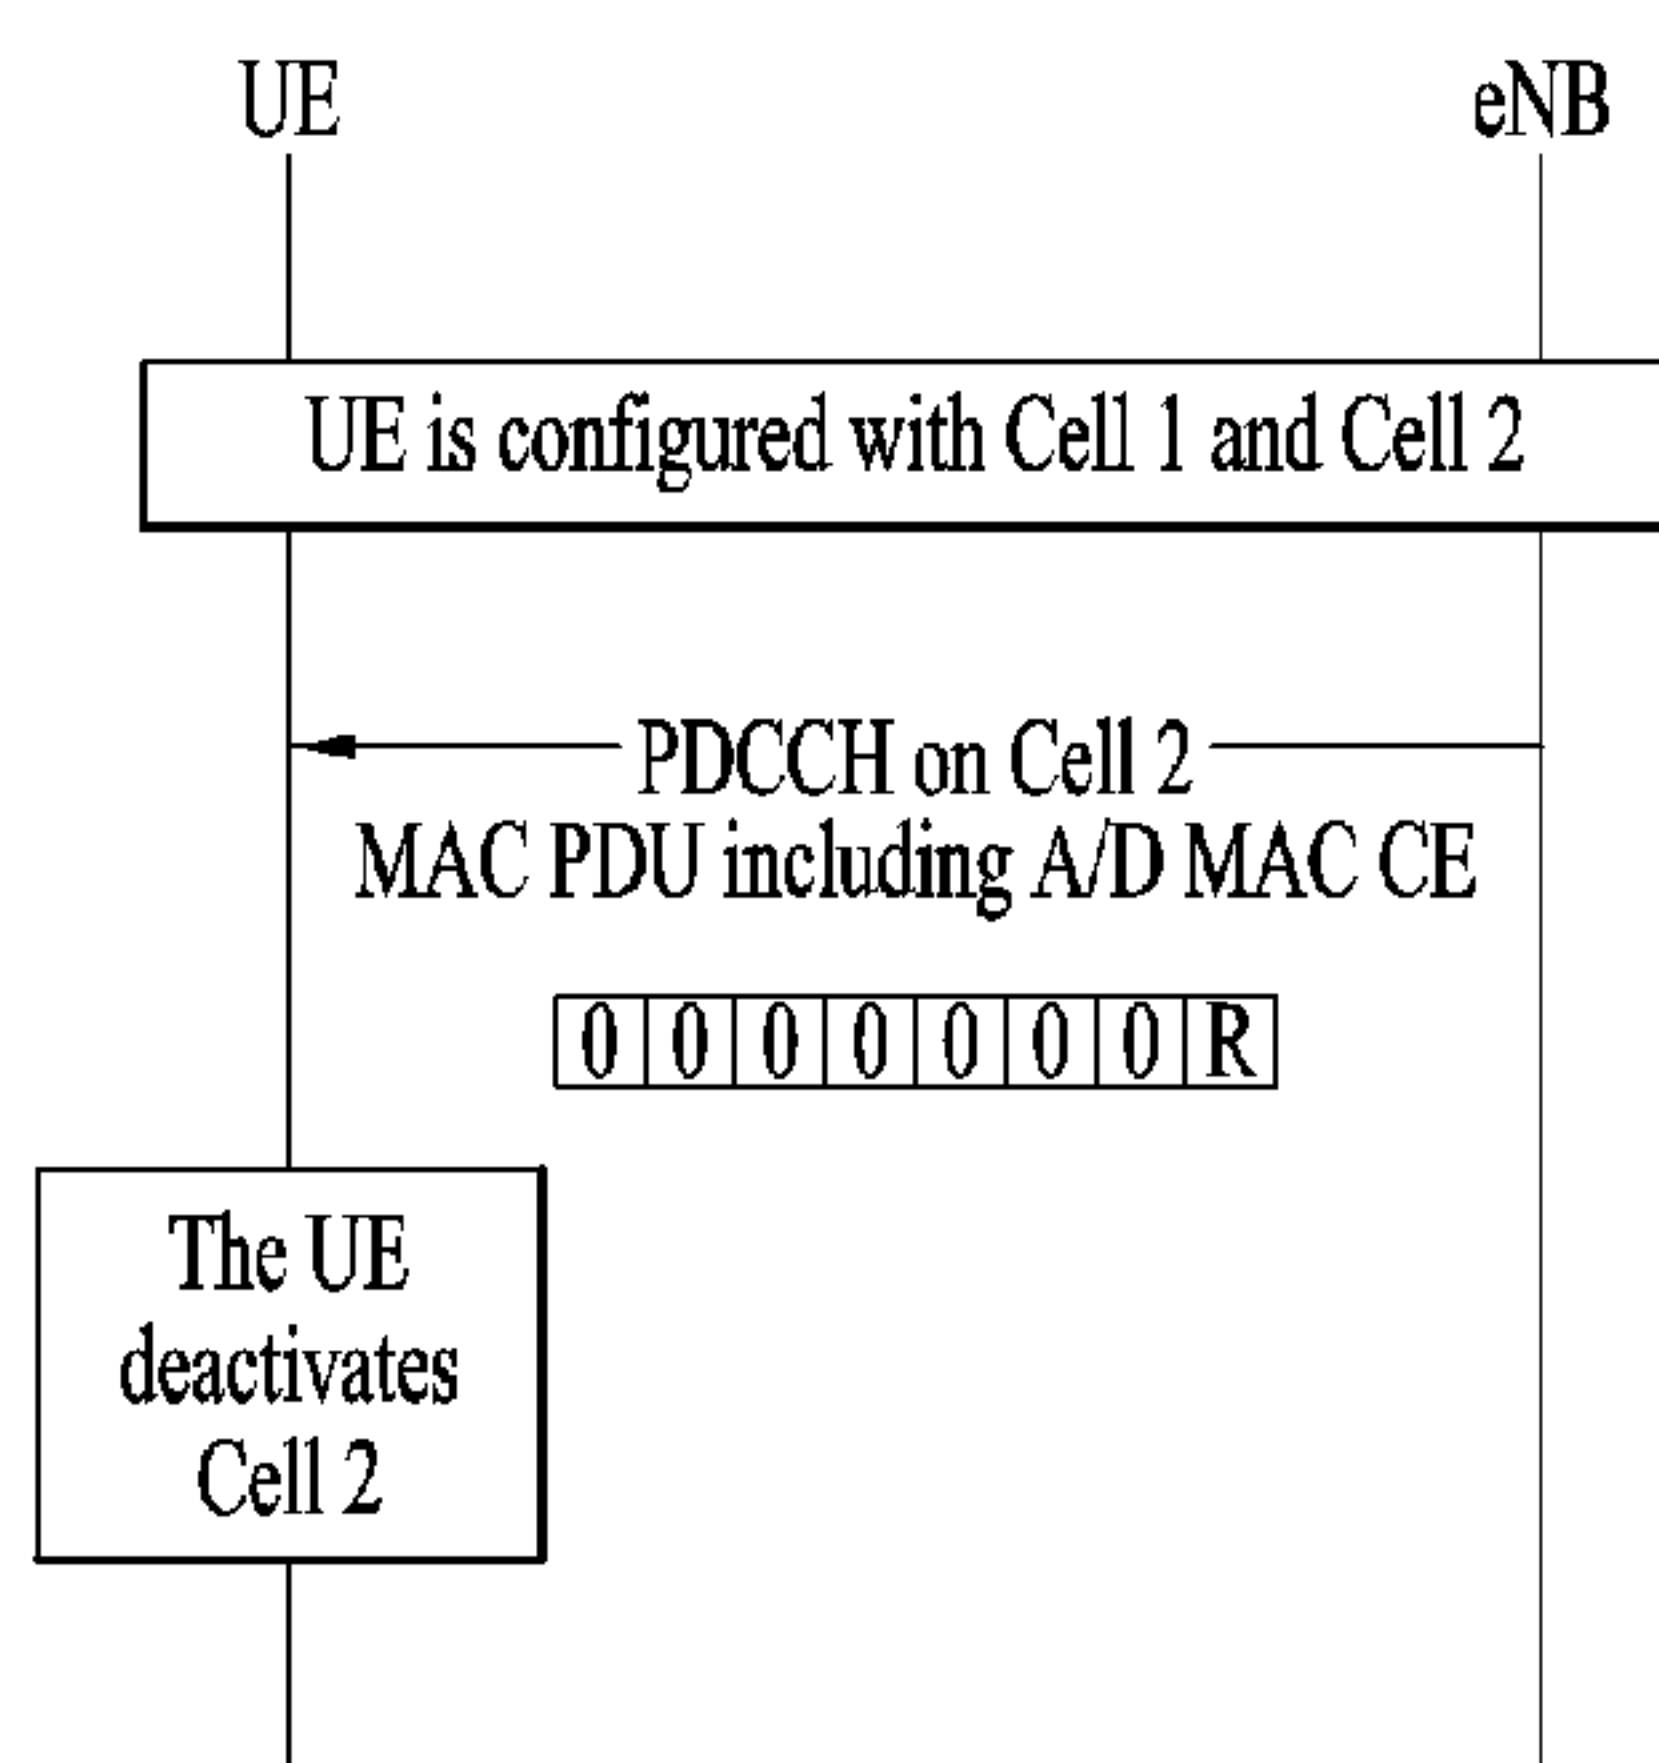 UE eNB
UE is configured with Cell 1 and Cell 2
PDCCH on Cell 2
MAC PDU including A/D MAC CE
0 0 0 0 0 0 0 R
The UE
deactivates
Cell 2